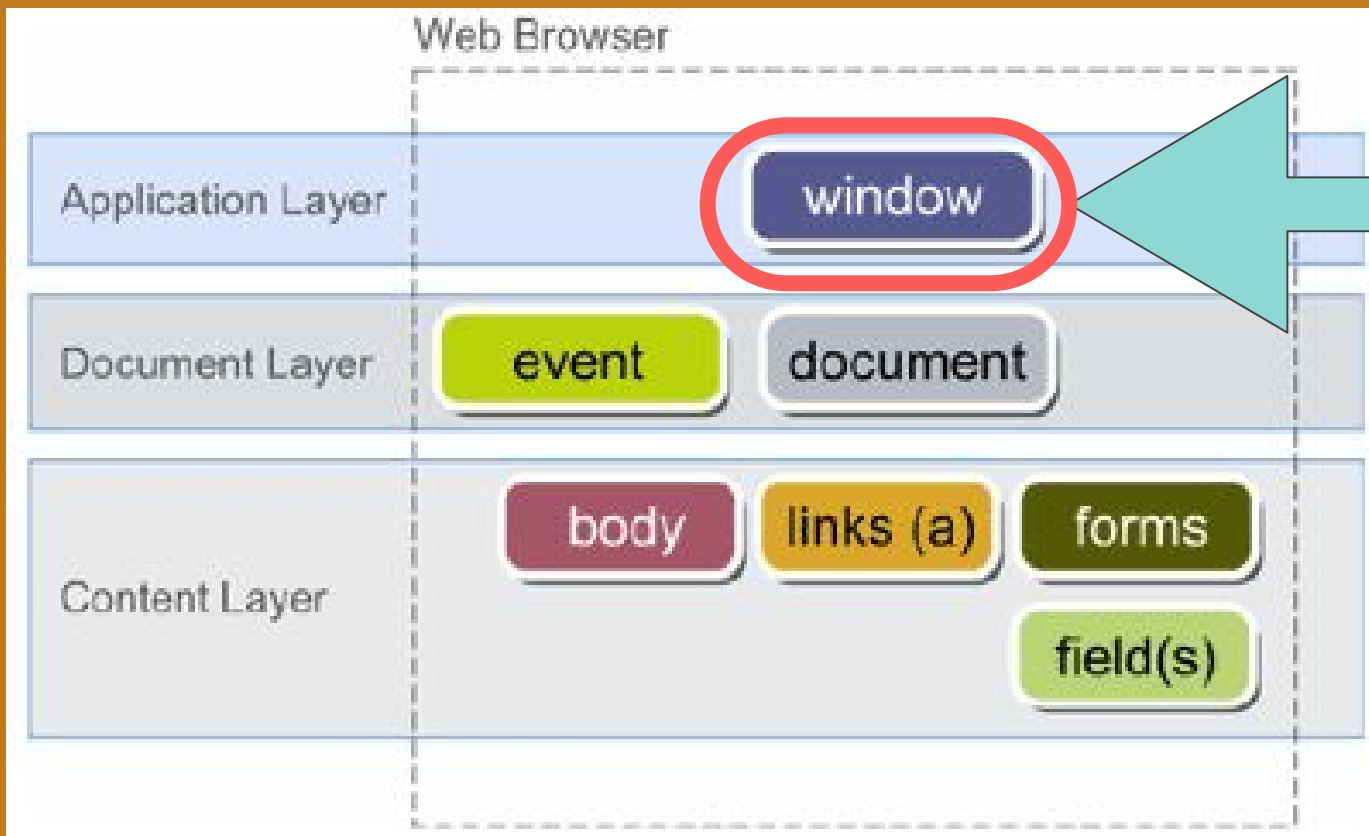 Web Browser
Application Layer
window
Document Layer
event
document
Content Layer
body
links (a)
forms
field(s)